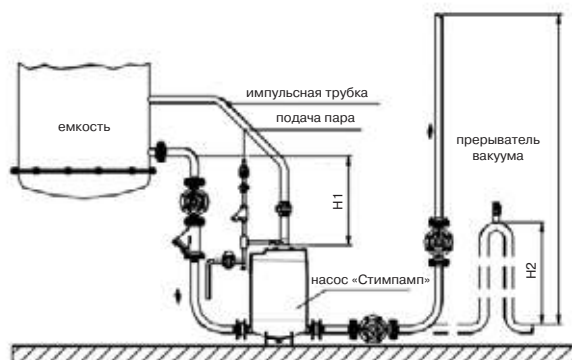 импульсная трубка
подача пара
емкость
прерыватель
вакуума
H1
H2
насос «Стимпамп»